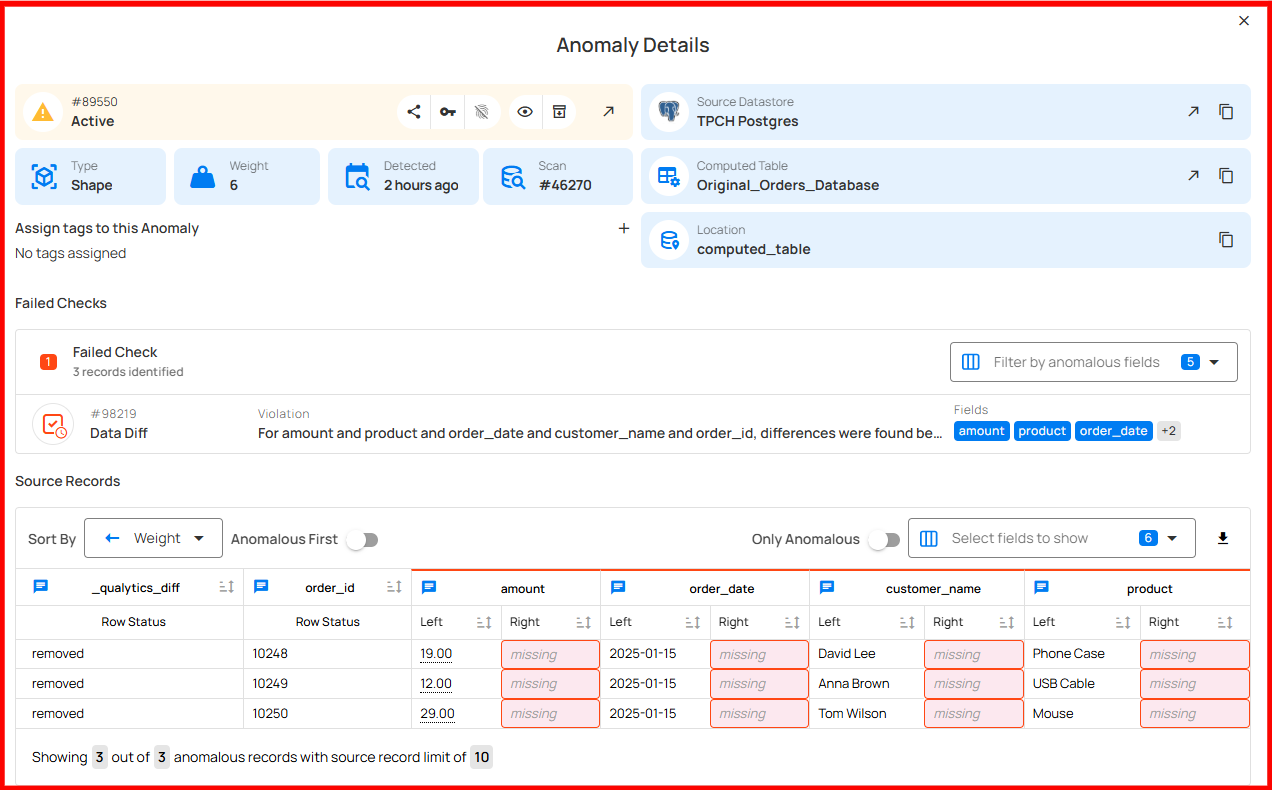 Anomaly Details
#89550
Active
Source Datastore
TPCH Postgres
Type
Shape
Weight
6
Detected
2 hours ago
Scan
#46270
Computed Table
Original_Orders_Database
Assign tags to this Anomaly
No tags assigned
Location
computed_table
Failed Checks
1
Failed Check
3 records identified
Filter by anomalous fields 5
#98219
Data Diff
Violation
For amount and product and order_date and customer_name and order_id, differences were found be...
Fields
amount product order_date +2
Source Records
Sort By Weight Anomalous First Only Anomalous Select fields to show 6
_qualytics_diff order_id amount order_date customer_name product
Row Status Row Status Left Right Left Right Left Right Left Right
removed 10248 19.00 missing 2025-01-15 missing David Lee missing Phone Case missing
removed 10249 12.00 missing 2025-01-15 missing Anna Brown missing USB Cable missing
removed 10250 29.00 missing 2025-01-15 missing Tom Wilson missing Mouse missing
Showing 3 out of 3 anomalous records with source record limit of 10